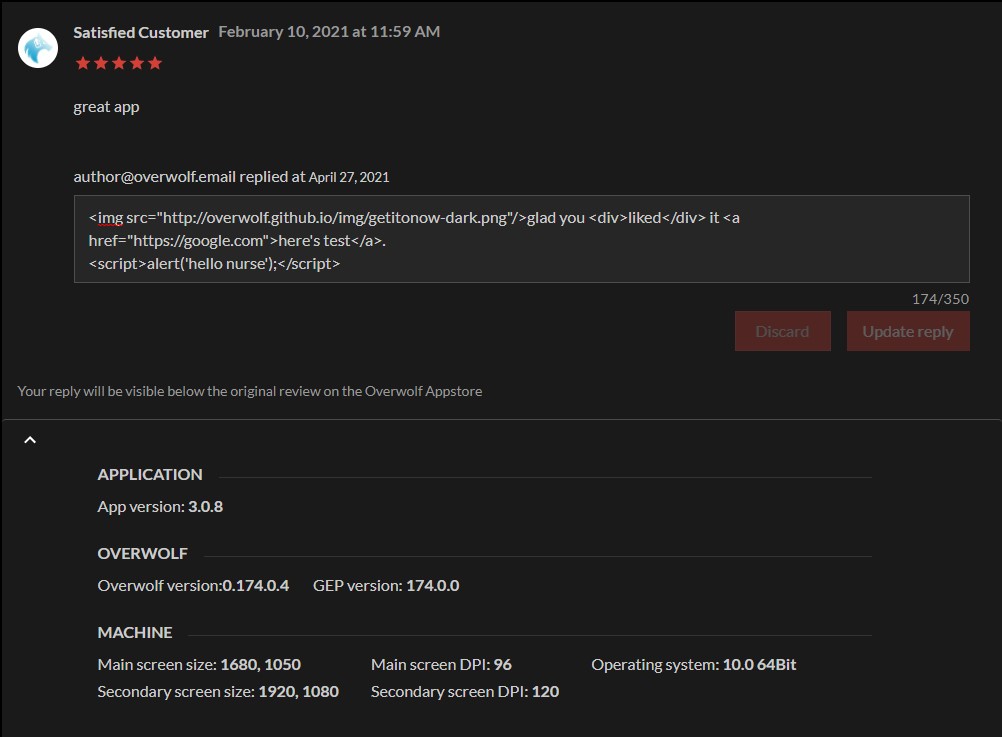 Satisfied Customer February 10, 2021 at 11:59 AM
great app
author@overwolf.email replied at April 27, 2021
<img src="http://overwolf.github.io/img/getitonow-dark.png"/>glad you <div>liked</div> it <a
href="https://google.com">here's test</a>.
<script>alert('hello nurse');</script>
174/350
Discard Update reply
Your reply will be visible below the original review on the Overwolf Appstore
APPLICATION
App version: 3.0.8
OVERWOLF
Overwolf version:0.174.0.4 GEP version: 174.0.0
MACHINE
Main screen size: 1680, 1050 Main screen DPI: 96 Operating system: 10.0 64Bit
Secondary screen size: 1920, 1080 Secondary screen DPI: 120